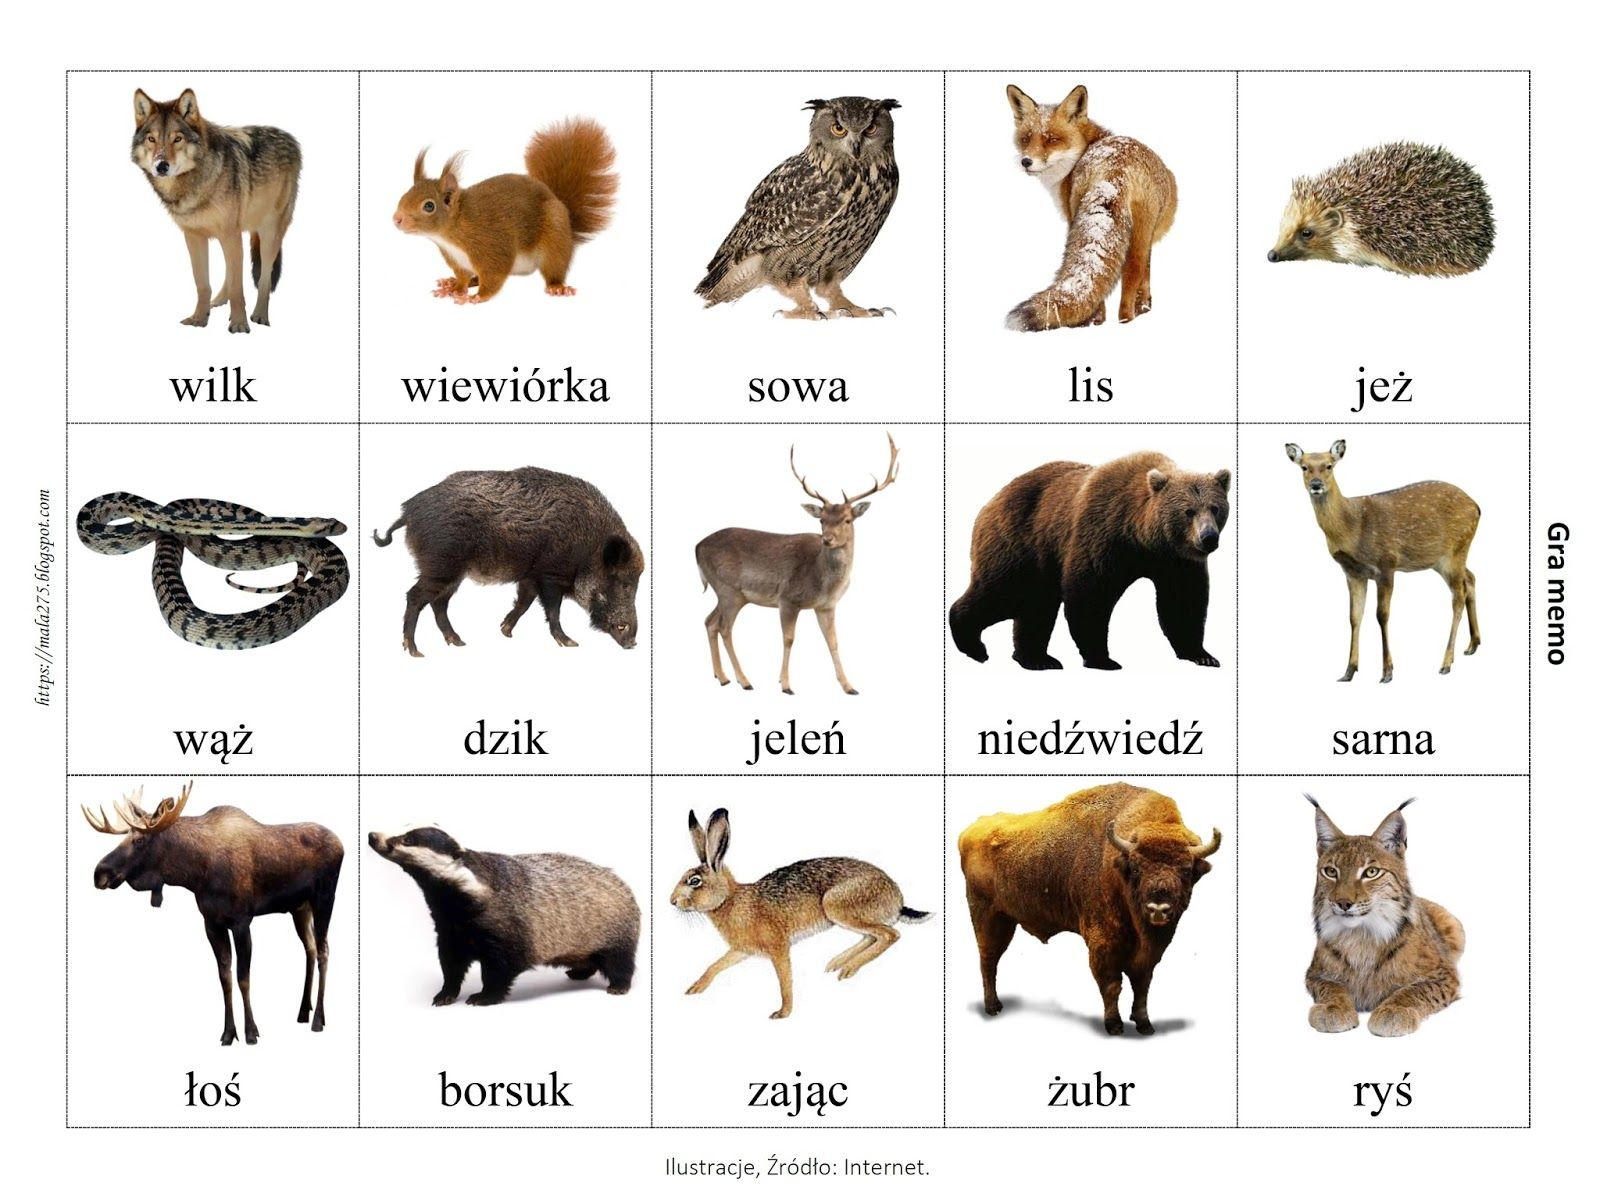 wilk
wiewiórka
sowa
lis
jeż
wąż
dzik
jeleń
niedźwiedź
sarna
łoś
borsuk
zając
żubr
ryś
https://mala275.blogspot.com
Gra memo
Ilustracje, Źródło: Internet.